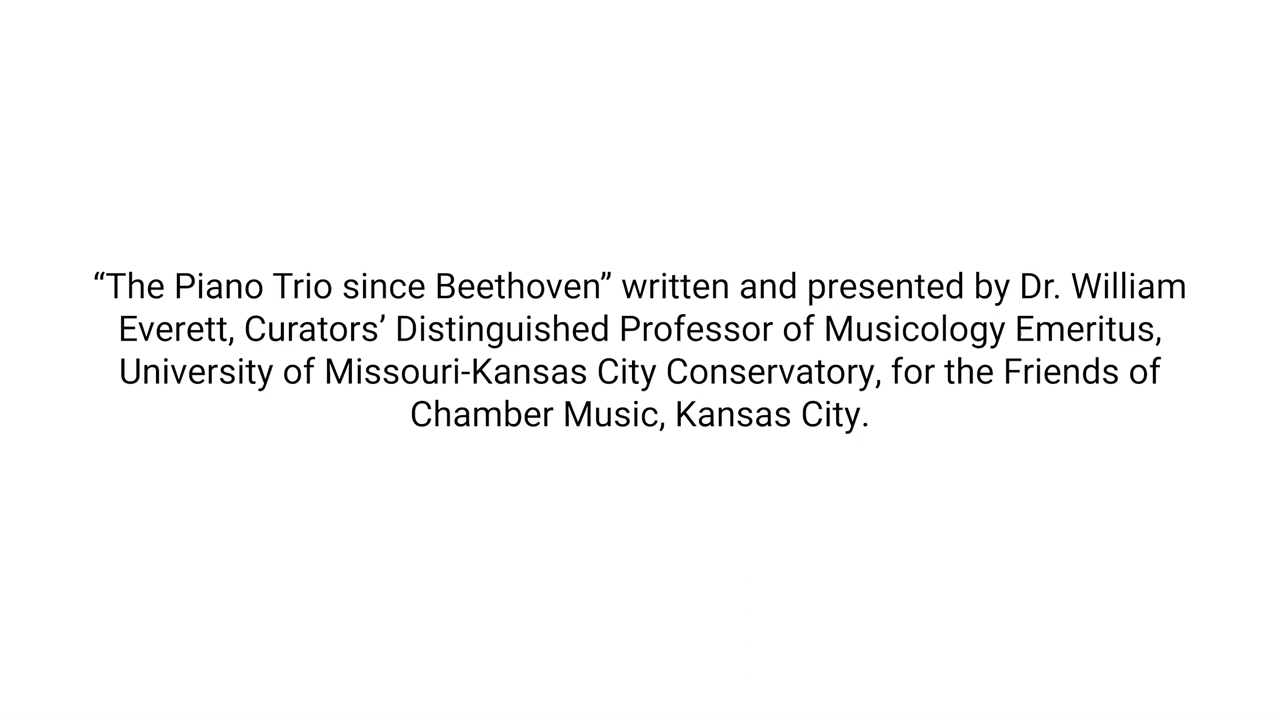 “The Piano Trio since Beethoven” written and presented by Dr. William
Everett, Curators’ Distinguished Professor of Musicology Emeritus,
University of Missouri-Kansas City Conservatory, for the Friends of
Chamber Music, Kansas City.